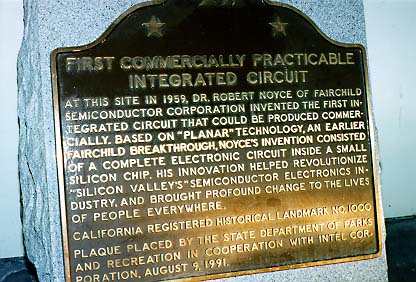 FIRST COMMERCIALLY PRACTICABLE
INTEGRATED CIRCUIT
AT THIS SITE IN 1959, DR. ROBERT NOYCE OF FAIRCHILD
SEMICONDUCTOR CORPORATION INVENTED THE FIRST IN-
TEGRATED CIRCUIT THAT COULD BE PRODUCED COMMER-
CIALLY. BASED ON "PLANAR" TECHNOLOGY, AN EARLIER
FAIRCHILD BREAKTHROUGH, NOYCE'S INVENTION CONSISTED
OF A COMPLETE ELECTRONIC CIRCUIT INSIDE A SMALL
SILICON CHIP. HIS INNOVATION HELPED REVOLUTIONIZE
"SILICON VALLEY'S" SEMICONDUCTOR ELECTRONICS IN-
DUSTRY, AND BROUGHT PROFOUND CHANGE TO THE LIVES
OF PEOPLE EVERYWHERE.
CALIFORNIA REGISTERED HISTORICAL LANDMARK NO. 1000
PLAQUE PLACED BY THE STATE DEPARTMENT OF PARKS
AND RECREATION IN COOPERATION WITH INTEL COR-
PORATION, AUGUST 9, 1991.